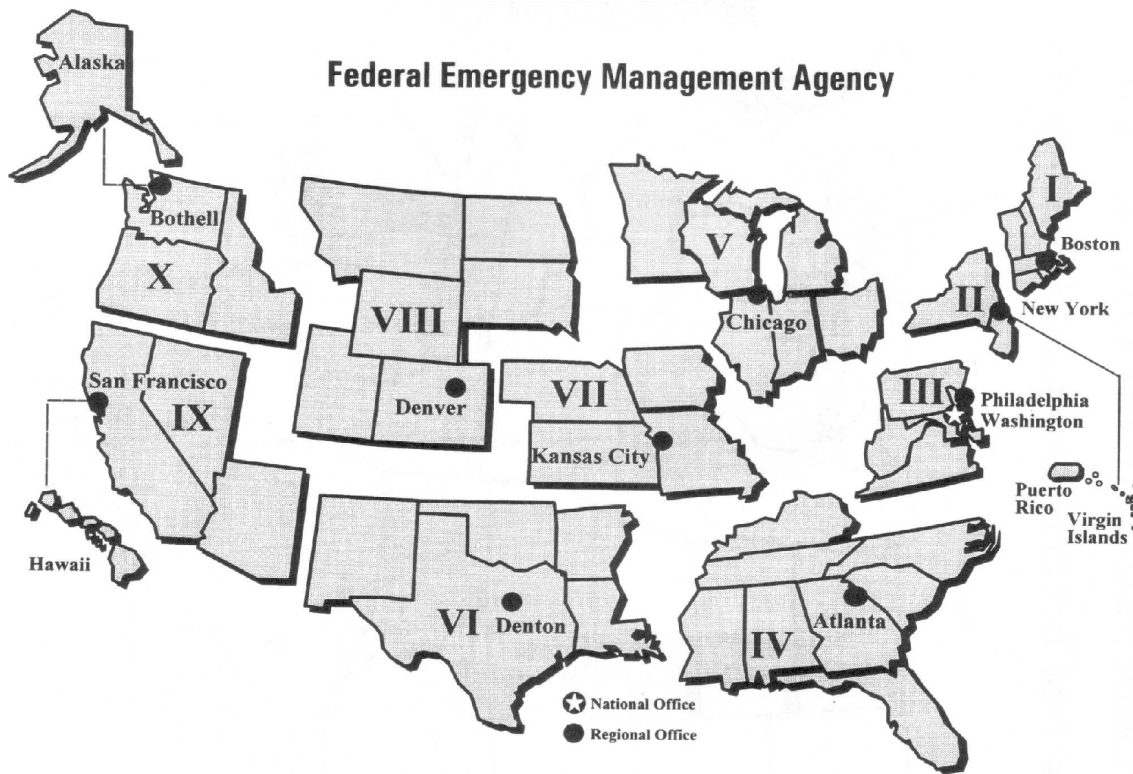 Federal Emergency Management Agency
Alaska
Bothell
X
VIII
V
Chicago
I
Boston
II
New York
San Francisco
IX
Denver
VII
Kansas City
III
Philadelphia
Washington
Puerto
Rico
Virgin
Islands
Hawaii
VI
Denton
IV
Atlanta
National Office
Regional Office